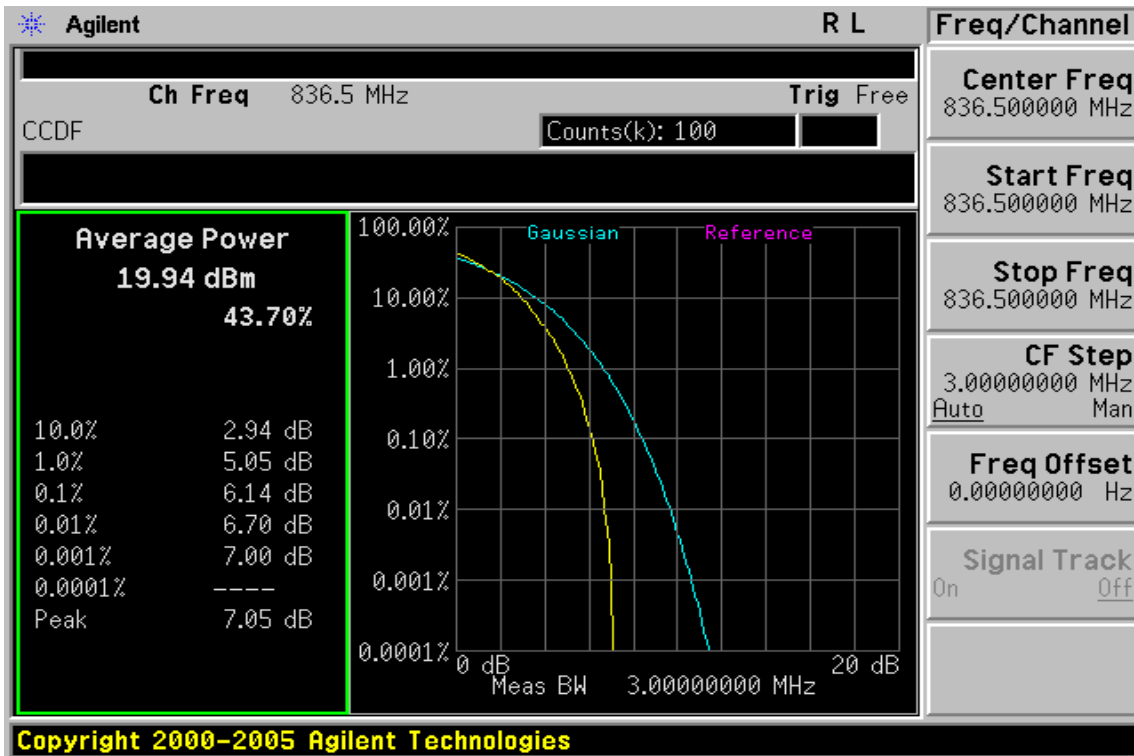 Agilent
R L
Freq/Channel
Ch Freq 836.5 MHz
Trig Free
CCDF
Counts(k): 100
Average Power
19.94 dBm
43.70%
10.0% 2.94 dB
1.0% 5.05 dB
0.1% 6.14 dB
0.01% 6.70 dB
0.001% 7.00 dB
0.0001% ----
Peak 7.05 dB
Gaussian
Reference
100.00%
10.00%
1.00%
0.10%
0.01%
0.001%
0.0001%
0 dB
20 dB
Meas BW 3.00000000 MHz
Center Freq
836.500000 MHz
Start Freq
836.500000 MHz
Stop Freq
836.500000 MHz
CF Step
3.00000000 MHz
Auto Man
Freq Offset
0.00000000 Hz
Signal Track
On Off
Copyright 2000-2005 Agilent Technologies